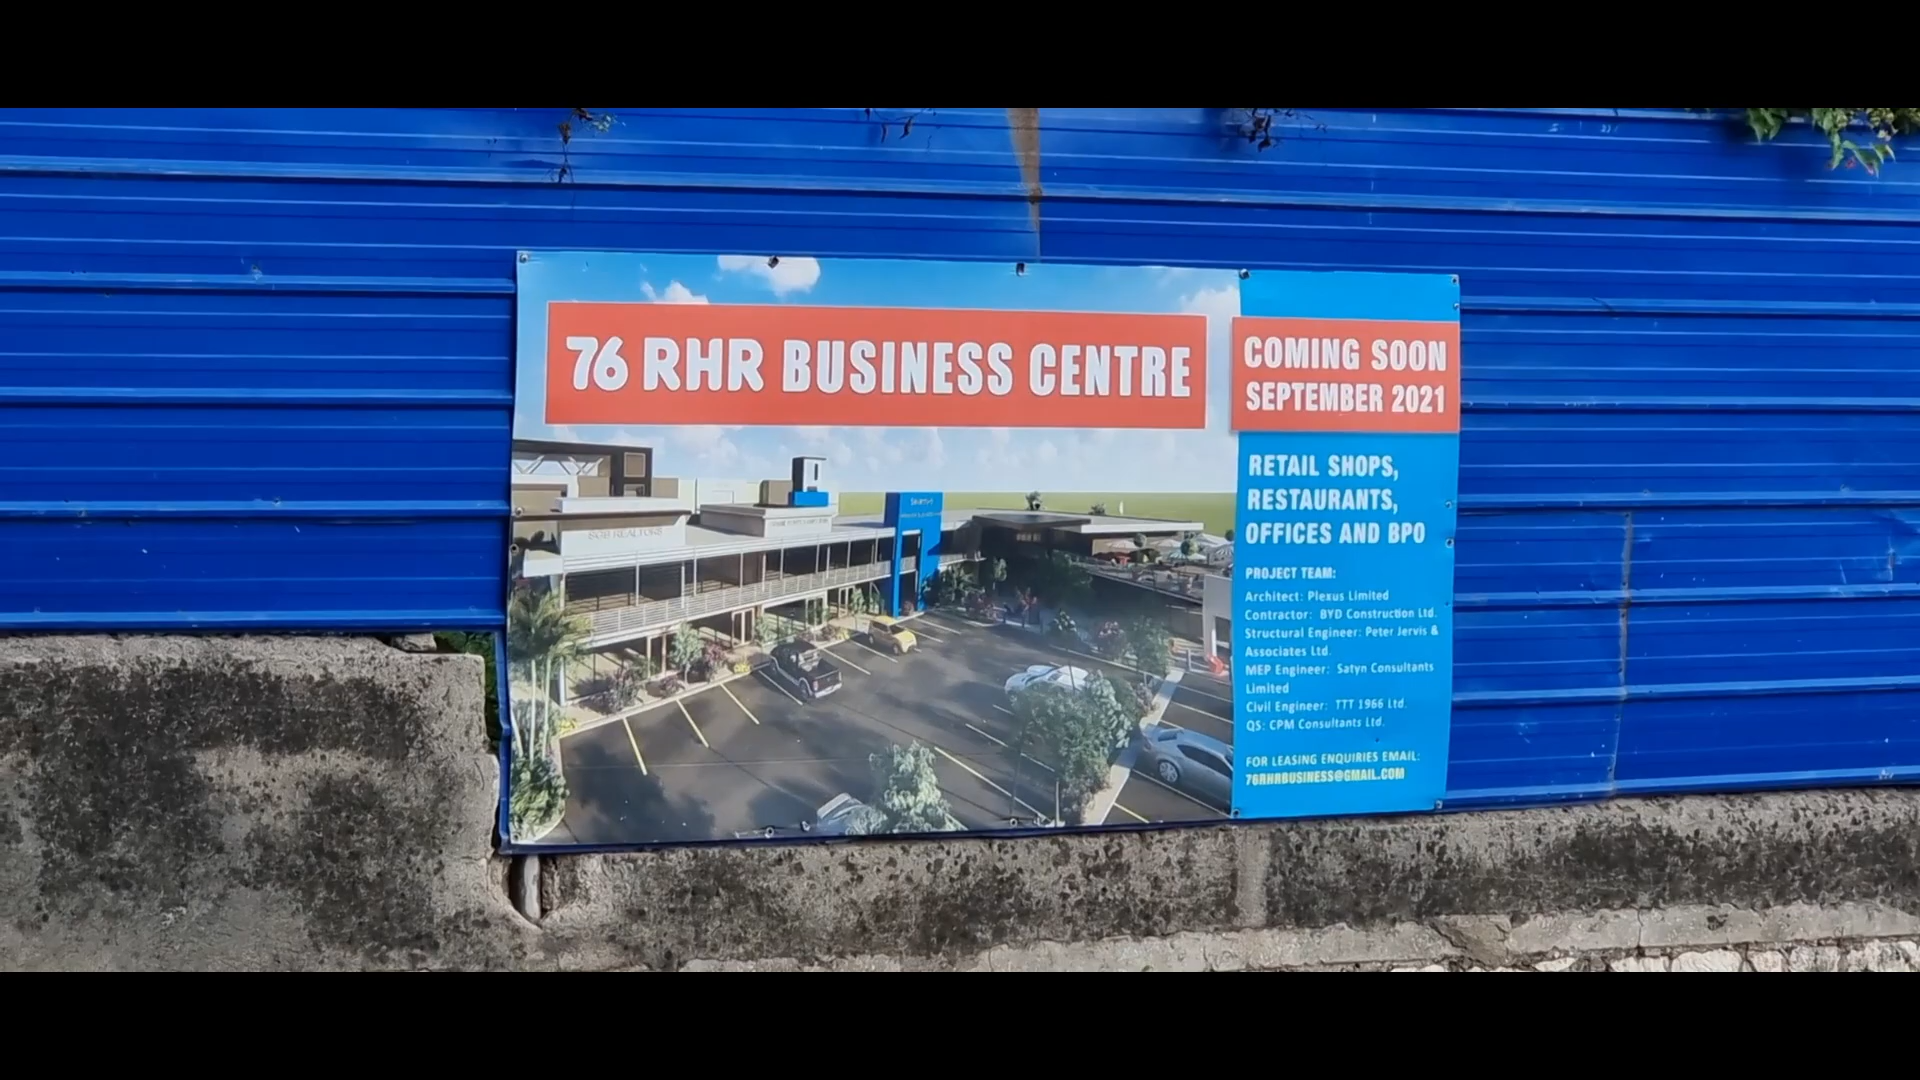 76 RHR BUSINESS CENTRE
COMING SOON
SEPTEMBER 2021
RETAIL SHOPS,
RESTAURANTS,
OFFICES AND BPO
PROJECT TEAM:
Architect: Plexus Limited
Contractor: BYD Construction Ltd.
Structural Engineer: Peter Jervis &
Associates Ltd.
MEP Engineer: Satyn Consultants
Limited
Civil Engineer: TTT 1966 Ltd.
QS: CPM Consultants Ltd.
FOR LEASING ENQUIRIES EMAIL:
76RHRBUSINESS@GMAIL.COM
SGB REALTORS